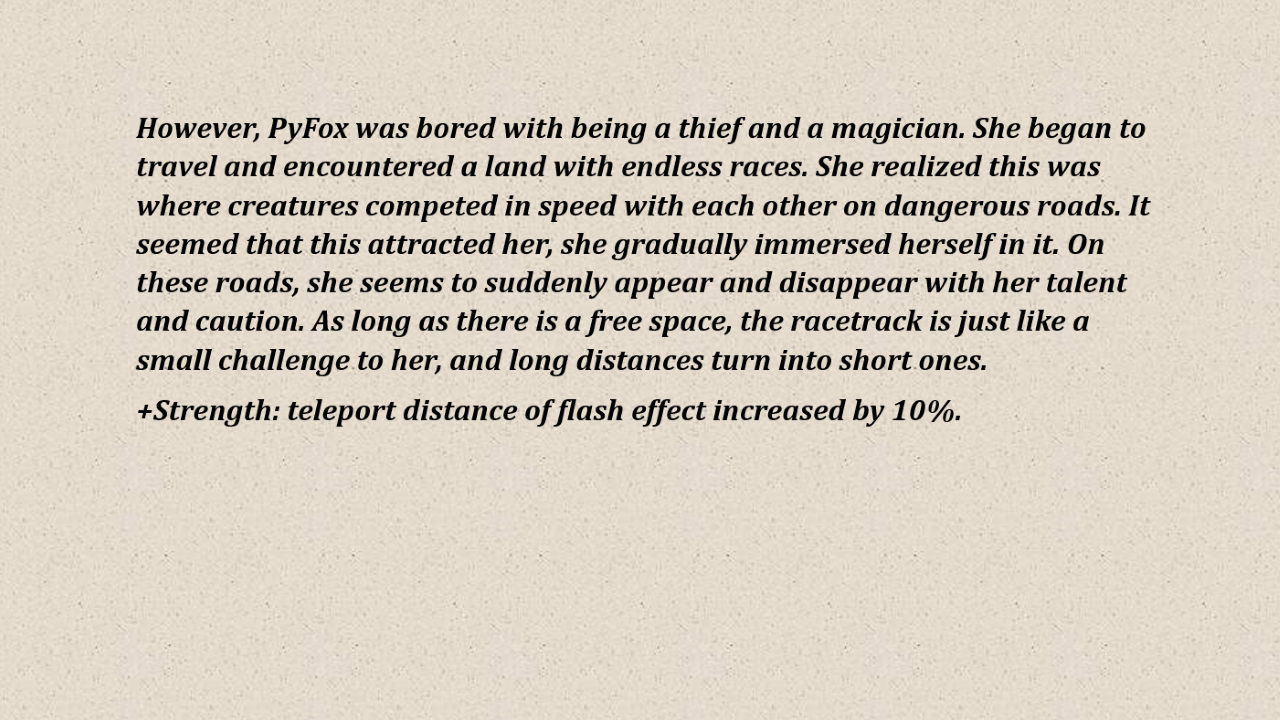 However, PyFox was bored with being a thief and a magician. She began to
travel and encountered a land with endless races. She realized this was
where creatures competed in speed with each other on dangerous roads. It
seemed that this attracted her, she gradually immersed herself in it. On
these roads, she seems to suddenly appear and disappear with her talent
and caution. As long as there is a free space, the racetrack is just like a
small challenge to her, and long distances turn into short ones.
+Strength: teleport distance of flash effect increased by 10%.